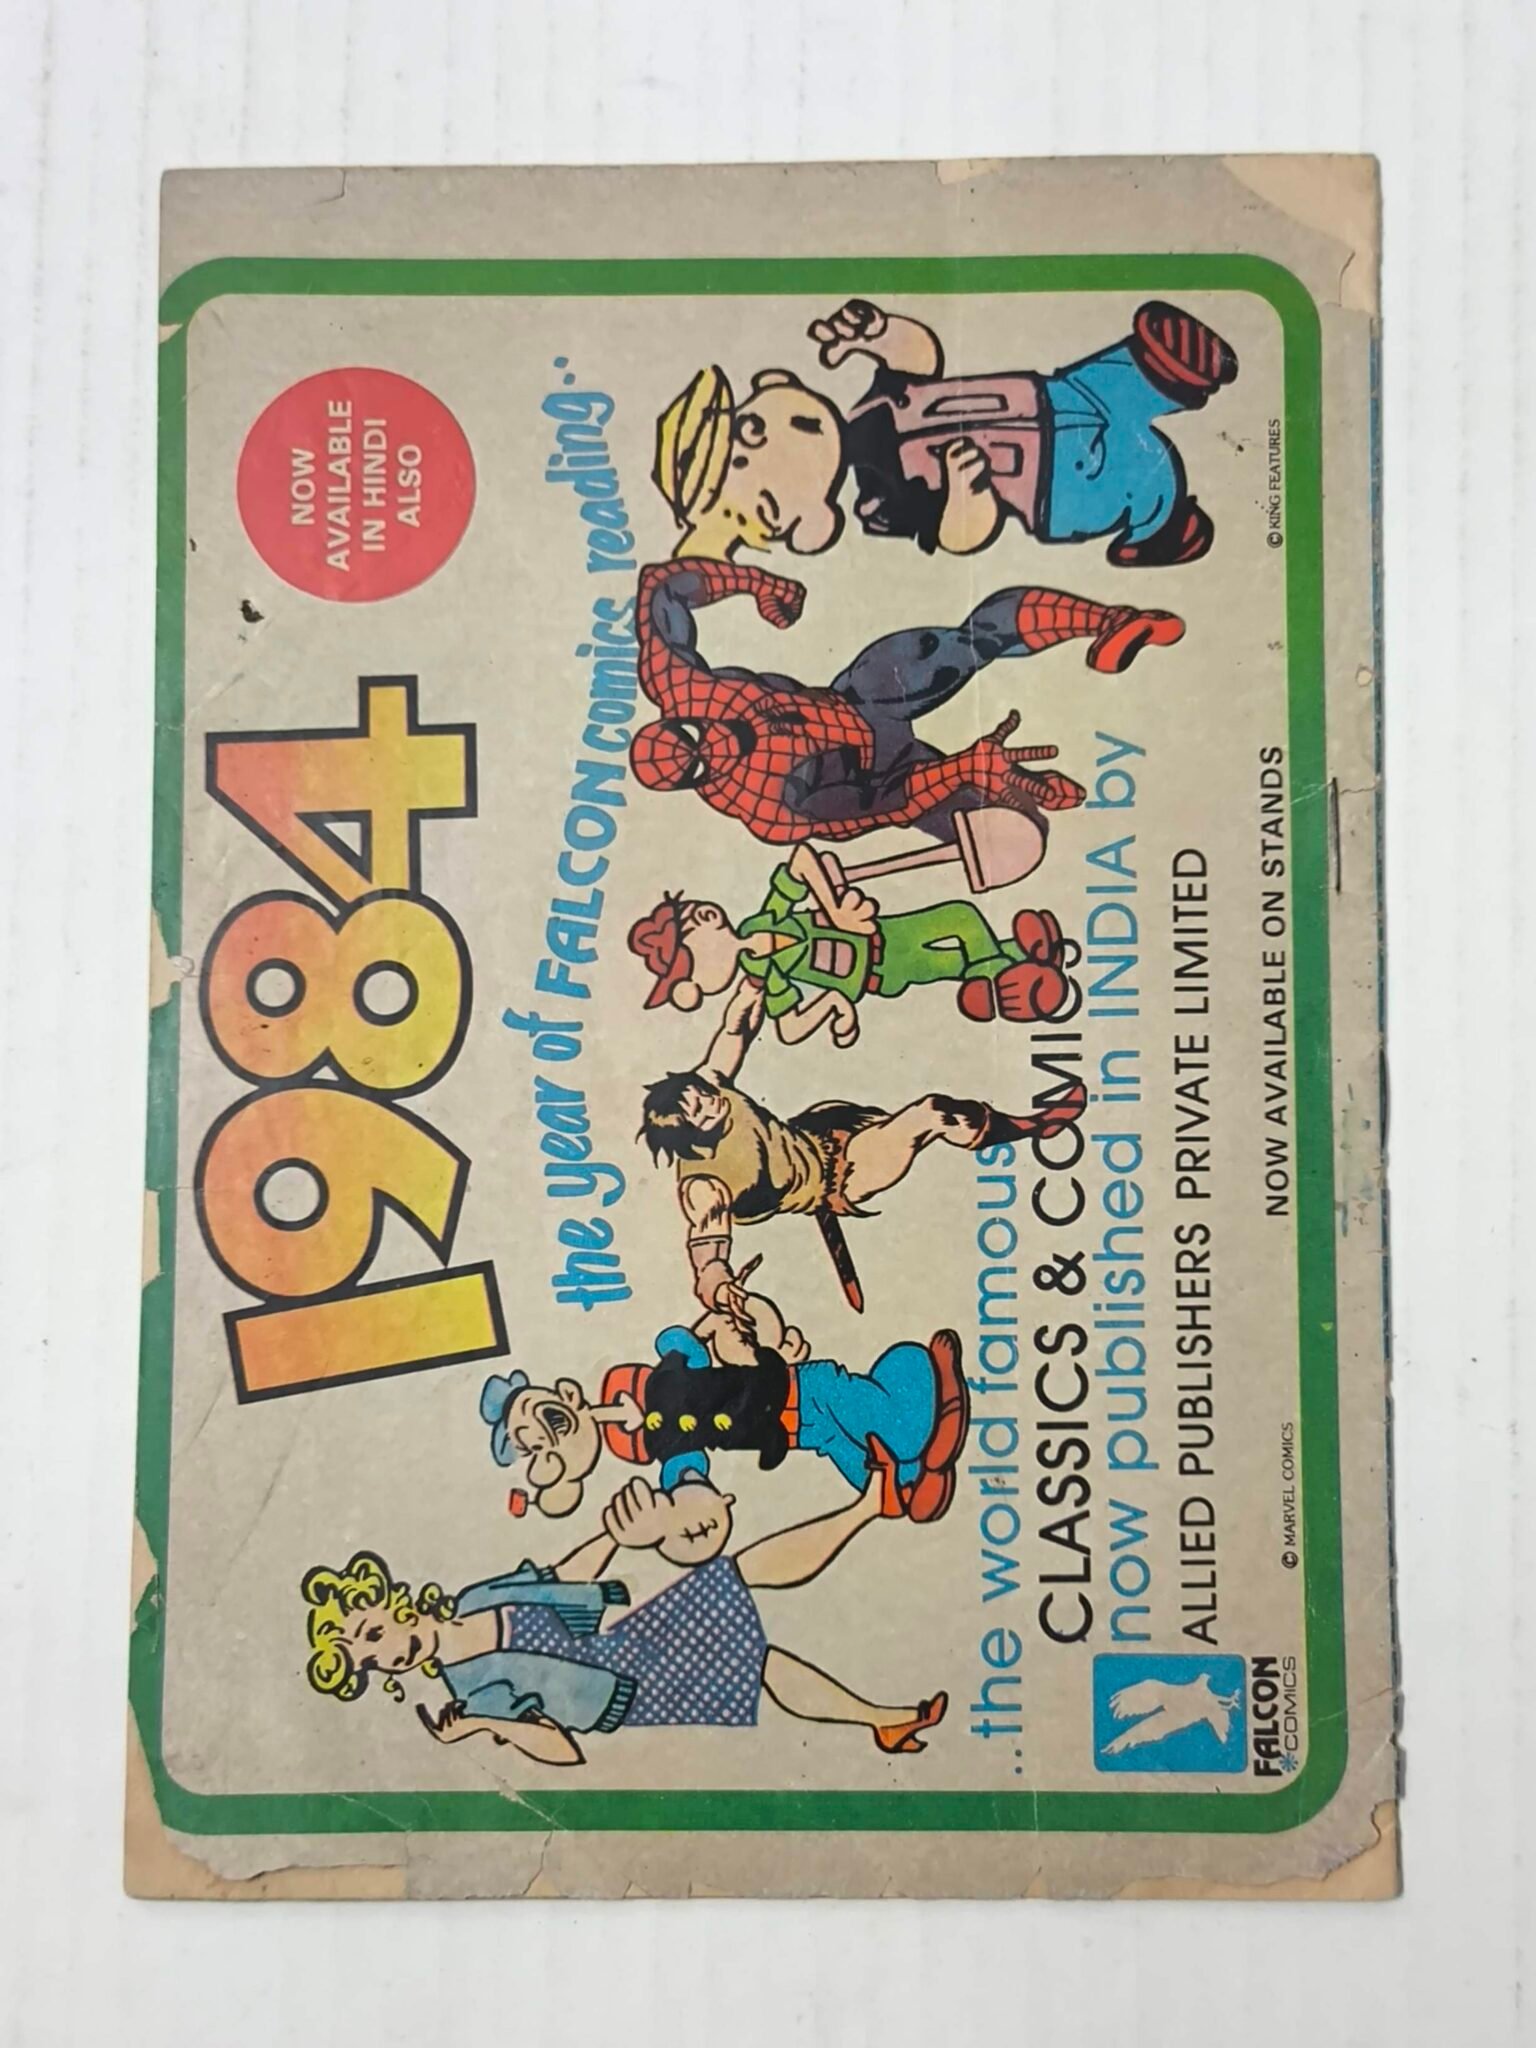 1984
NOW
AVAILABLE
IN HINDI
ALSO
the year of FALCON comics reading..
..the world famous
CLASSICS & COMICS
now published in INDIA by
ALLIED PUBLISHERS PRIVATE LIMITED
FALCON
COMICS
© MARVEL COMICS
NOW AVAILABLE ON STANDS
© KING FEATURES